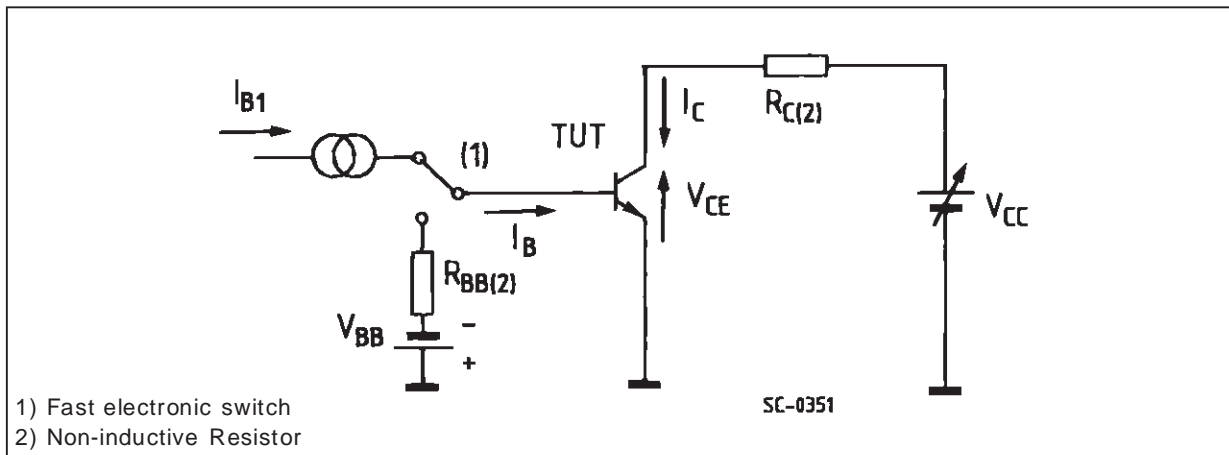 I_B1
(1)
TUT
I_C
R_C(2)
V_CE
V_CC
I_B
R_BB(2)
V_BB
−
+
SC-0351
1) Fast electronic switch
2) Non-inductive Resistor